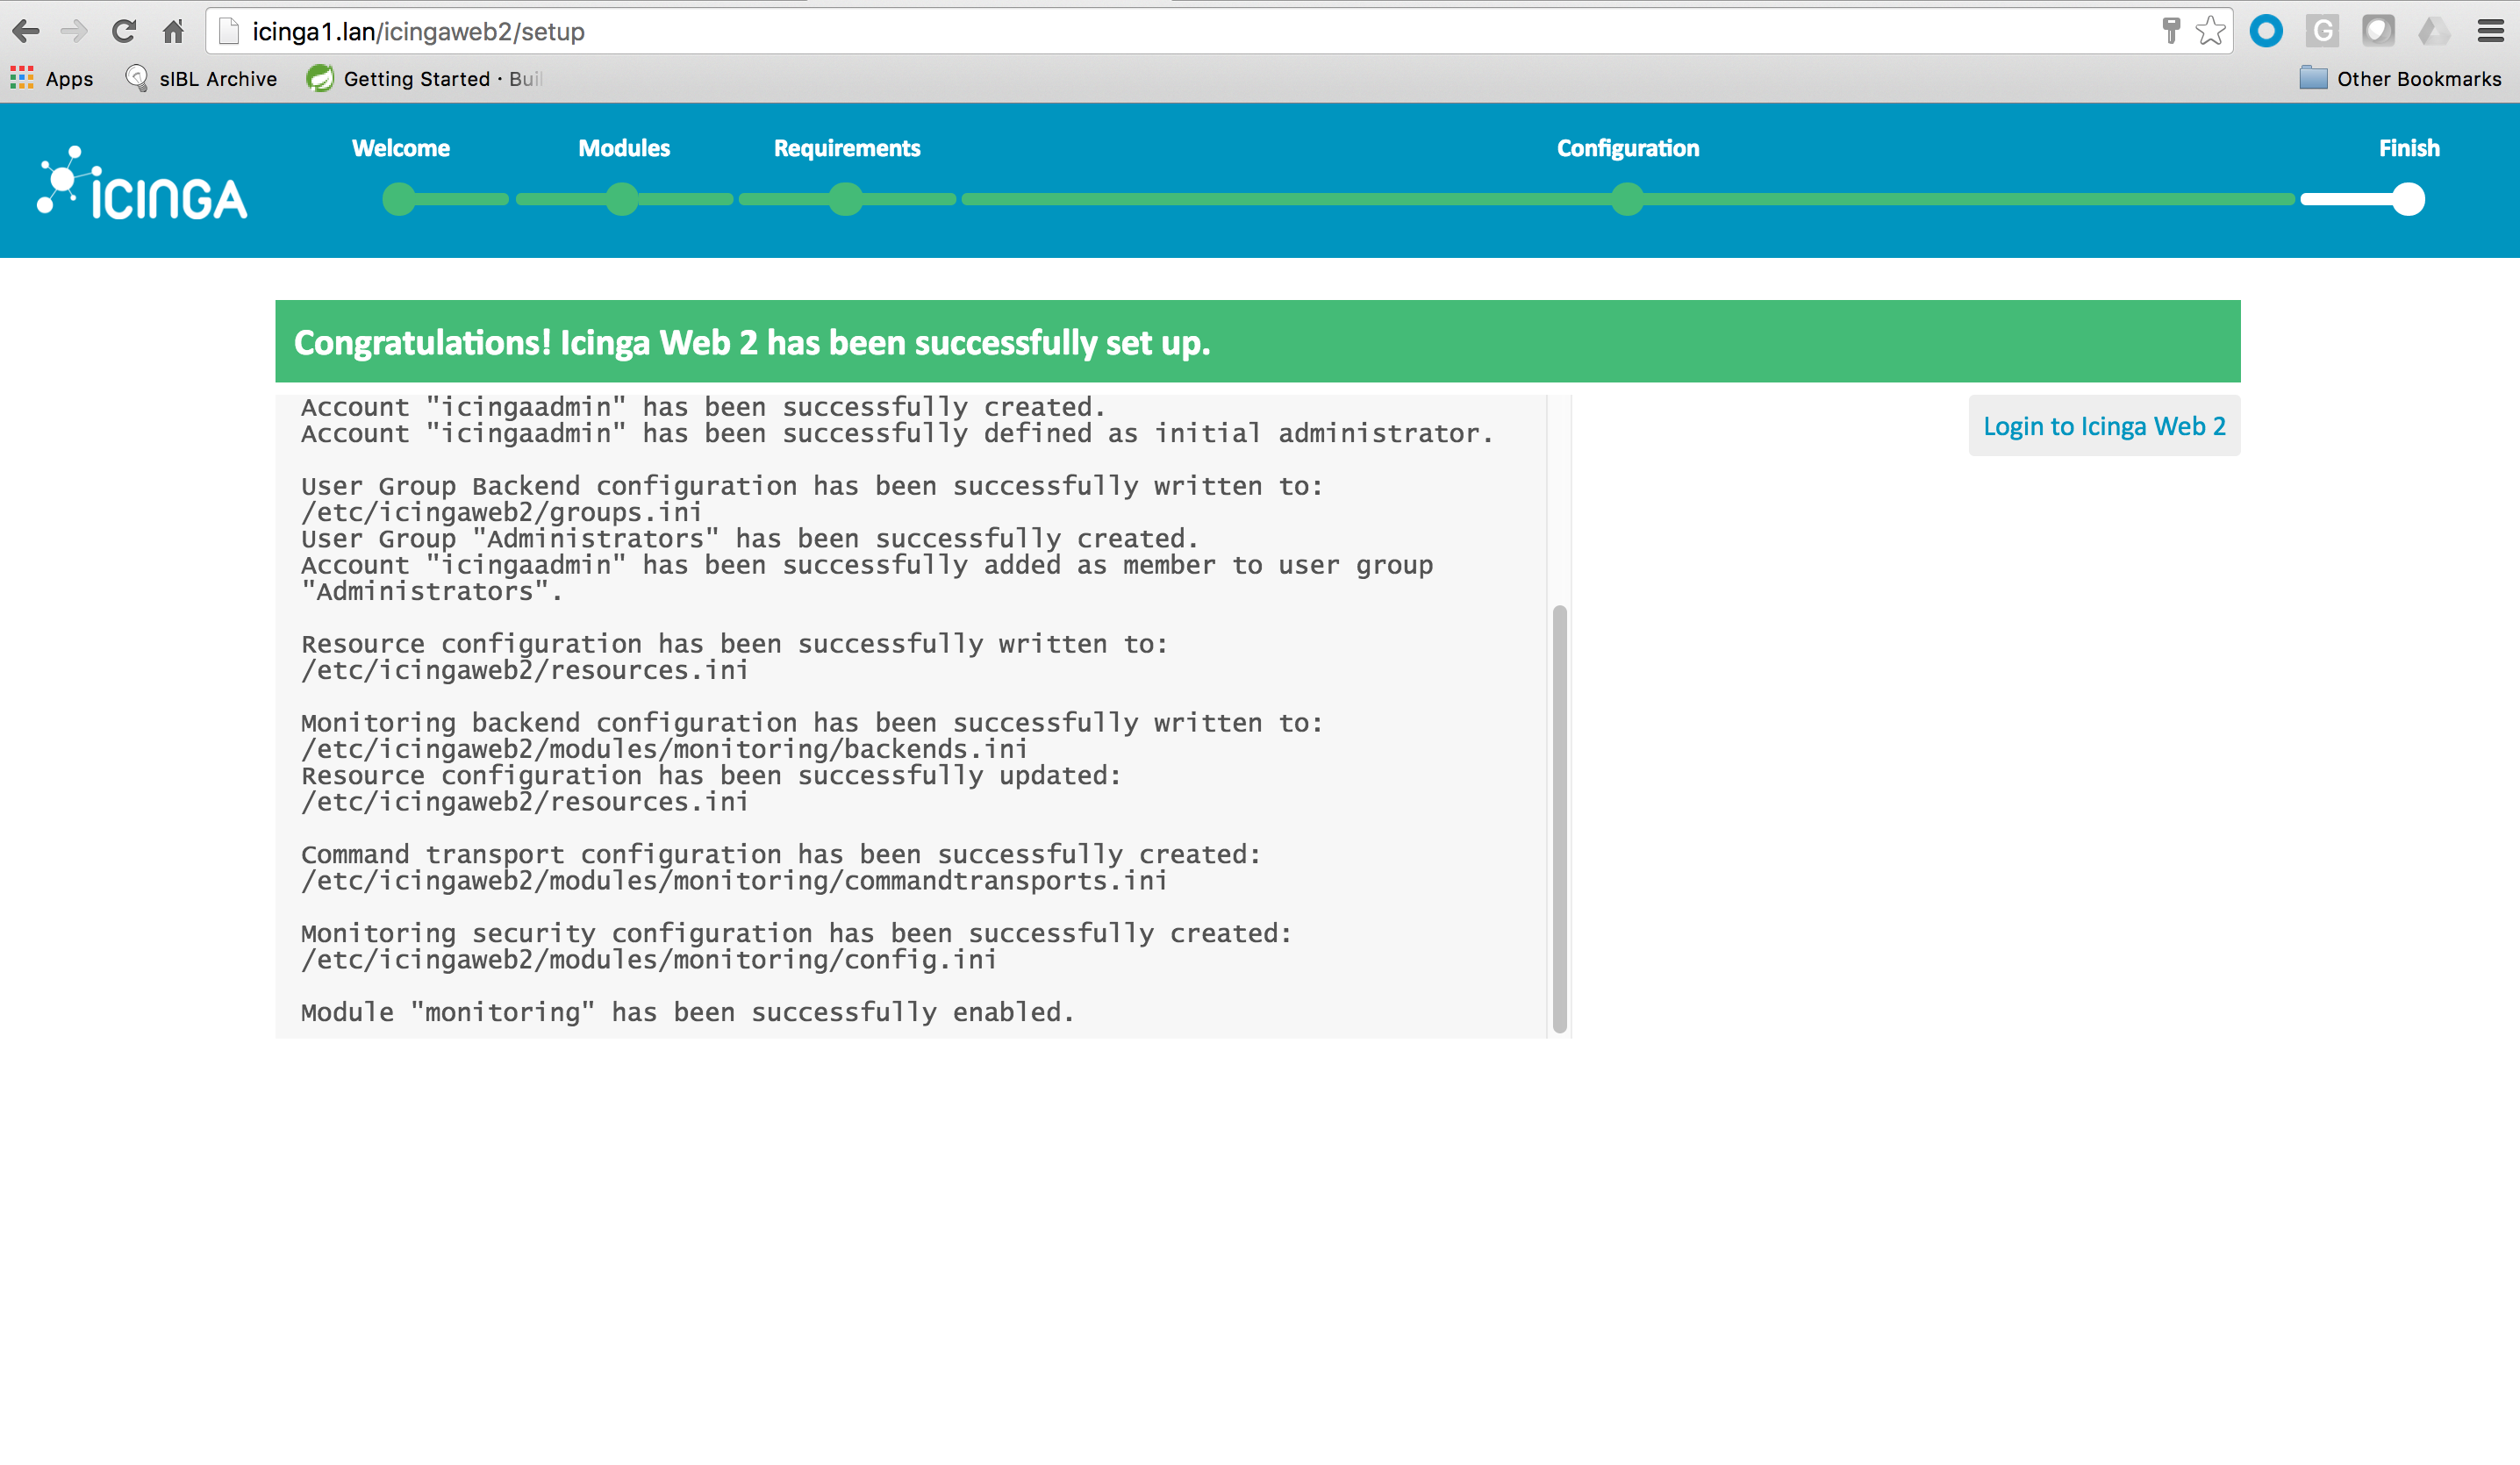 icinga1.lan/icingaweb2/setup
Apps
sIBL Archive
Getting Started · Buil
Other Bookmarks
ICINGA
Welcome
Modules
Requirements
Configuration
Finish
Congratulations! Icinga Web 2 has been successfully set up.
Account "icingaadmin" has been successfully created.
Account "icingaadmin" has been successfully defined as initial administrator.
User Group Backend configuration has been successfully written to:
/etc/icingaweb2/groups.ini
User Group "Administrators" has been successfully created.
Account "icingaadmin" has been successfully added as member to user group
"Administrators".
Resource configuration has been successfully written to:
/etc/icingaweb2/resources.ini
Monitoring backend configuration has been successfully written to:
/etc/icingaweb2/modules/monitoring/backends.ini
Resource configuration has been successfully updated:
/etc/icingaweb2/resources.ini
Command transport configuration has been successfully created:
/etc/icingaweb2/modules/monitoring/commandtransports.ini
Monitoring security configuration has been successfully created:
/etc/icingaweb2/modules/monitoring/config.ini
Module "monitoring" has been successfully enabled.
Login to Icinga Web 2